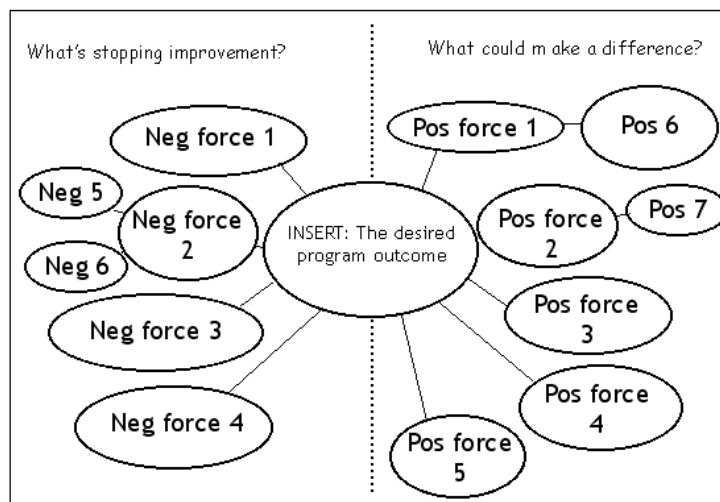 What's stopping improvement?
What could m ake a difference?
Neg force 1
Neg 5
Neg force
2
Neg 6
Neg force 3
Neg force 4
INSERT: The desired
program outcome
Pos force 1
Pos 6
Pos force
2
Pos 7
Pos force
3
Pos force
4
Pos force
5